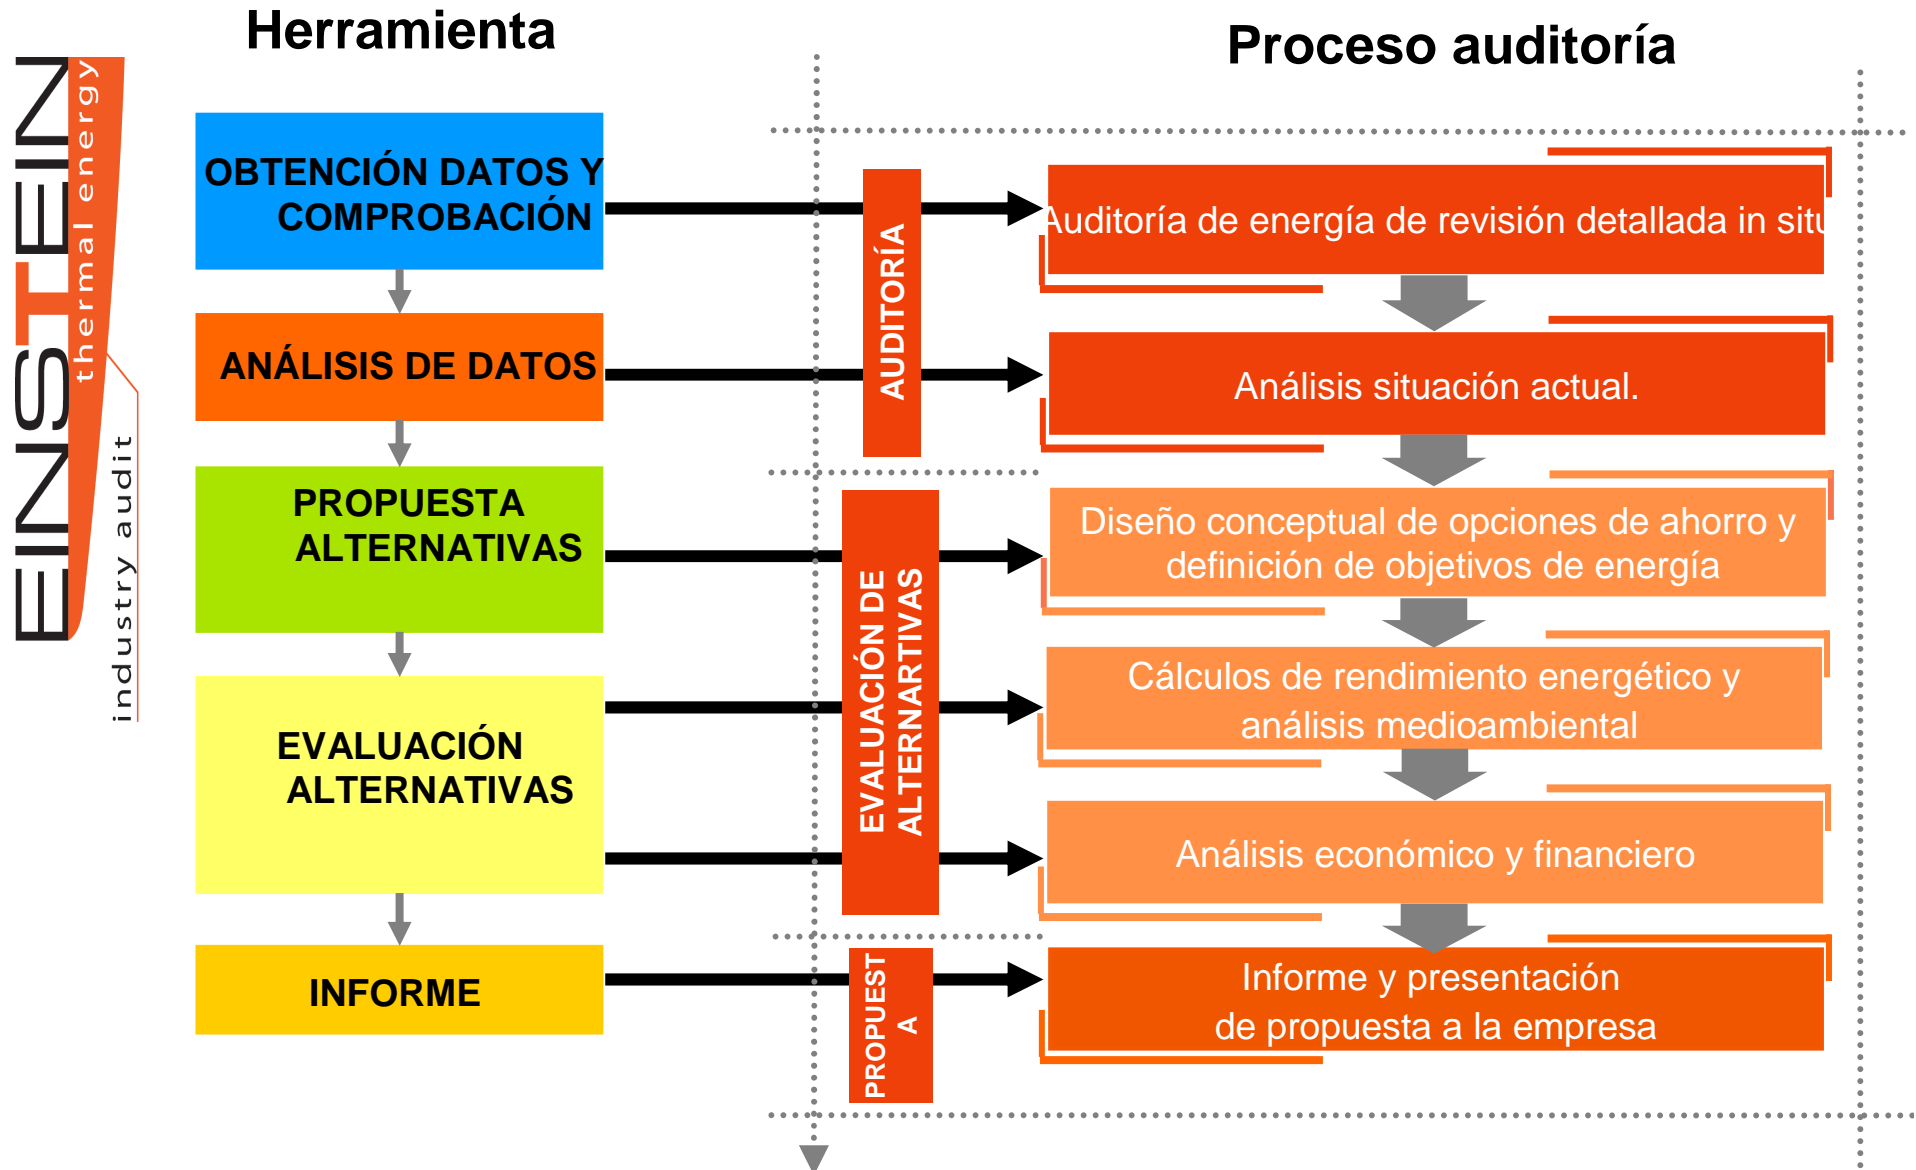 Herramienta
Proceso auditoría
EINSTEIN
thermal energy
industry audit
OBTENCIÓN DATOS Y
COMPROBACIÓN
ANÁLISIS DE DATOS
PROPUESTA
ALTERNATIVAS
EVALUACIÓN
ALTERNATIVAS
INFORME
AUDITORÍA
EVALUACIÓN DE
ALTERNARTIVAS
PROPUEST
A
Auditoría de energía de revisión detallada in situ
Análisis situación actual.
Diseño conceptual de opciones de ahorro y
definición de objetivos de energía
Cálculos de rendimiento energético y
análisis medioambiental
Análisis económico y financiero
Informe y presentación
de propuesta a la empresa